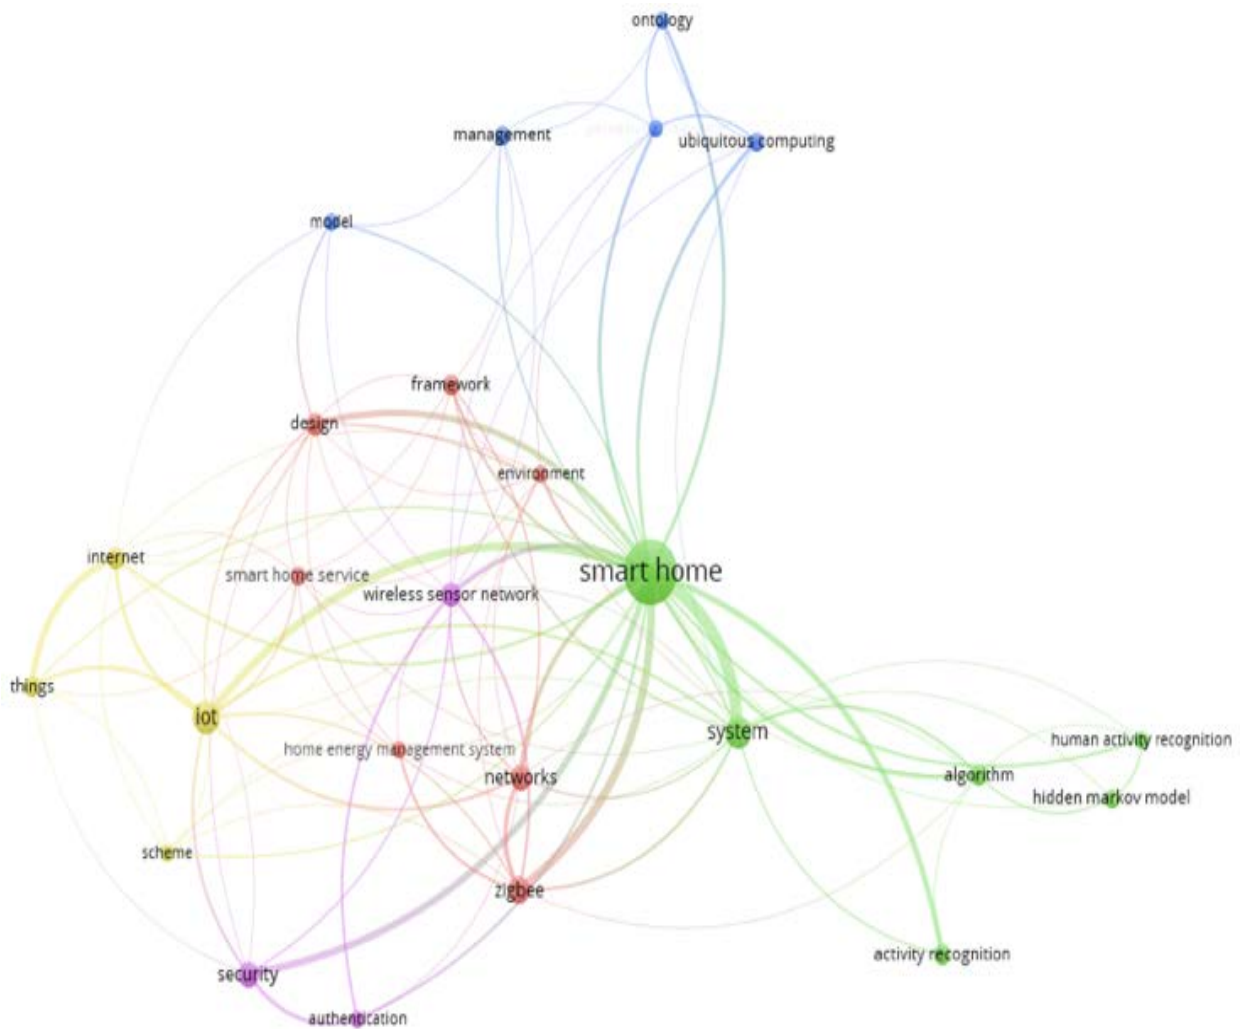 ontology
management
ubiquitous computing
model
framework
design
environment
internet
smart home service
wireless sensor network
smart home
things
iot
system
home energy management system
networks
human activity recognition
algorithm
hidden markov model
scheme
zigbee
activity recognition
security
authentication